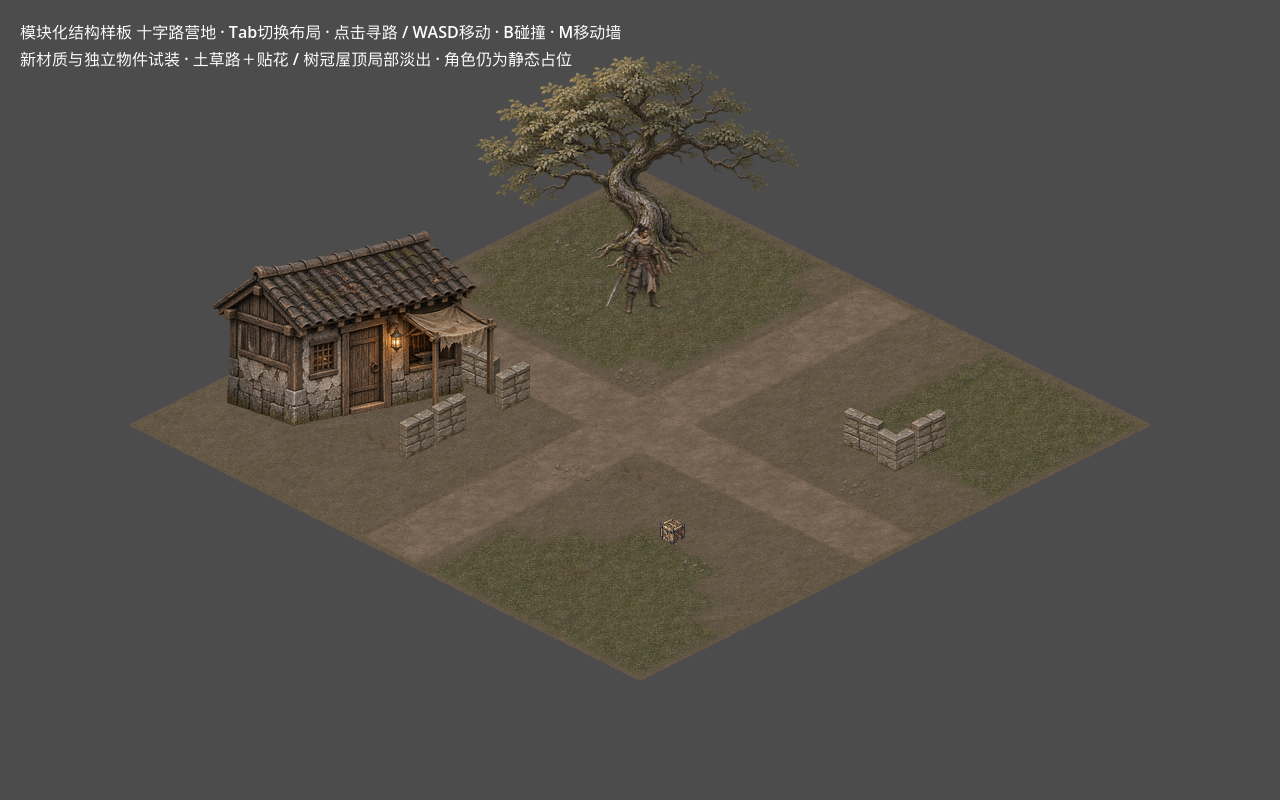 模块化结构样板 十字路营地 · Tab切换布局 · 点击寻路 / WASD移动 · B碰撞 · M移动墙
新材质与独立物件试装 · 土草路＋贴花 / 树冠屋顶局部淡出 · 角色仍为静态占位